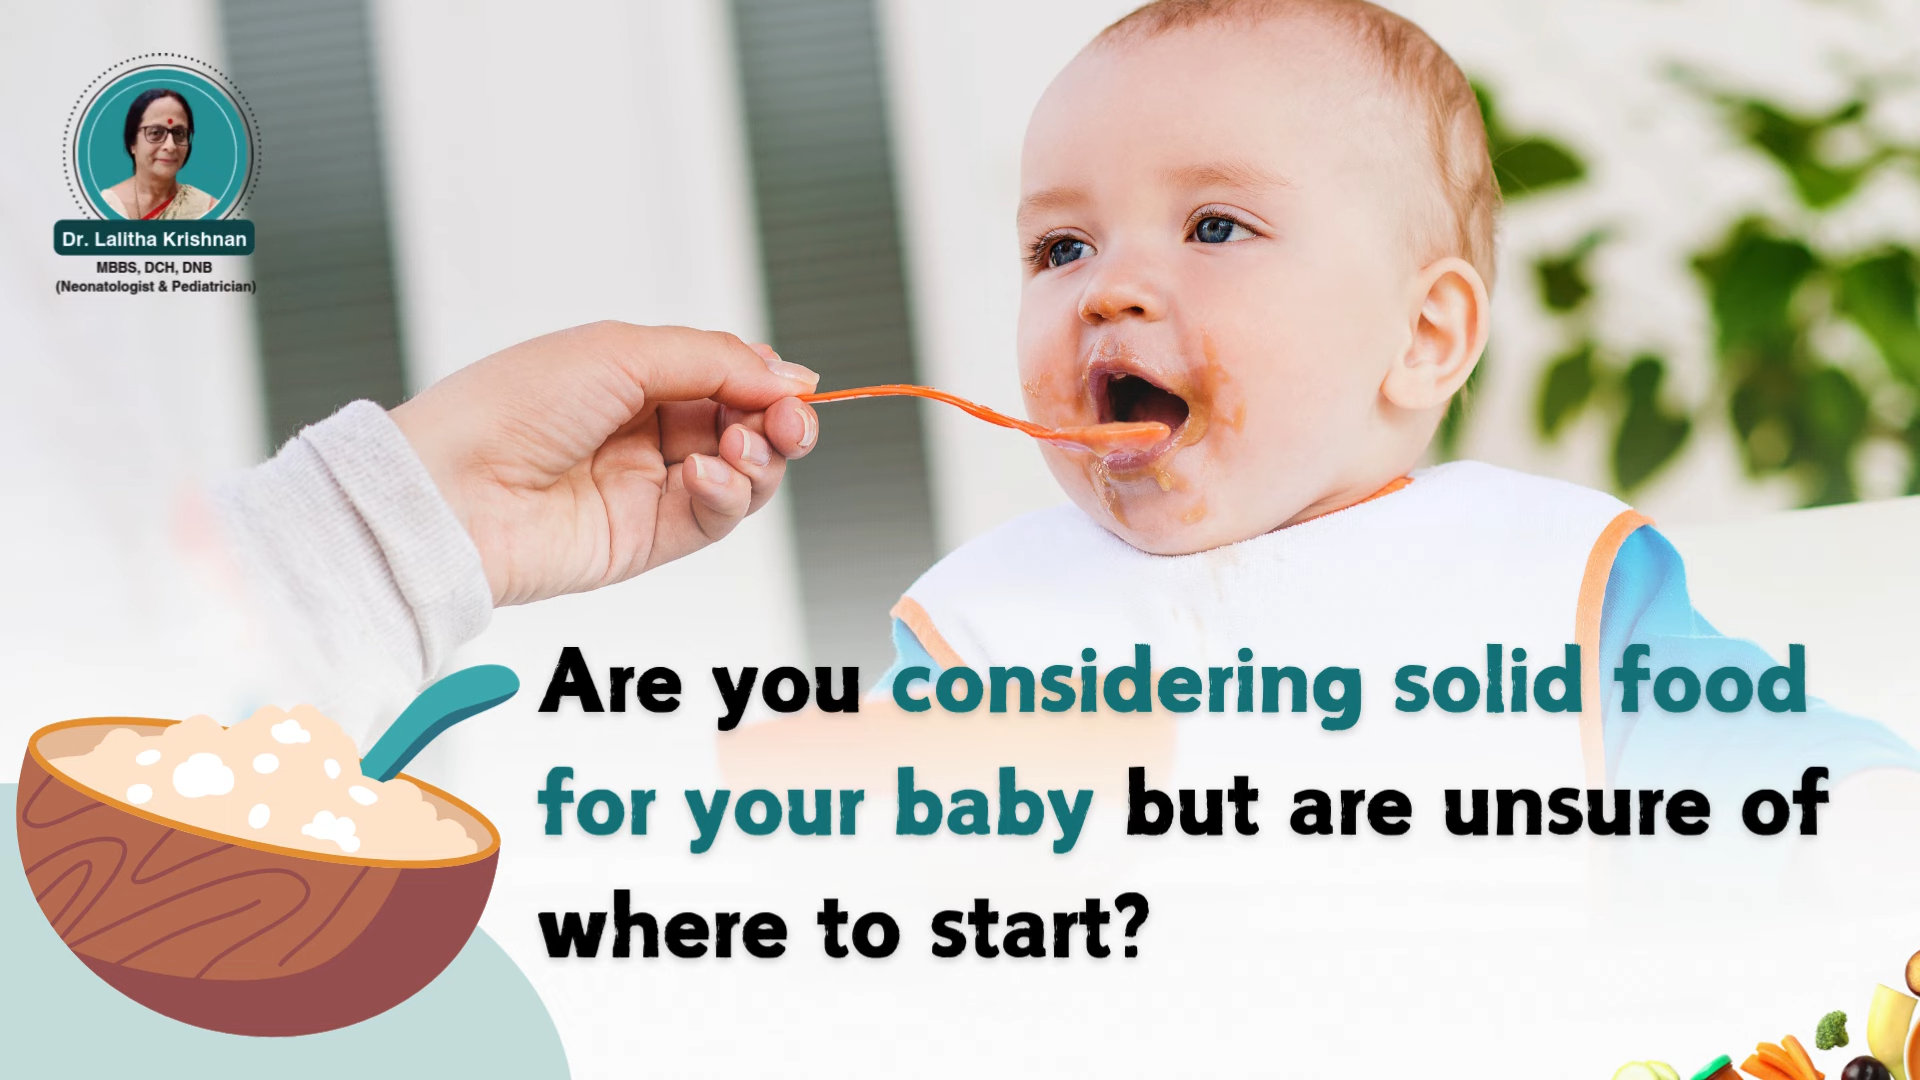 Dr. Lalitha Krishnan
MBBS, DCH, DNB
(Neonatologist & Pediatrician)
Are you considering solid food
for your baby but are unsure of
where to start?